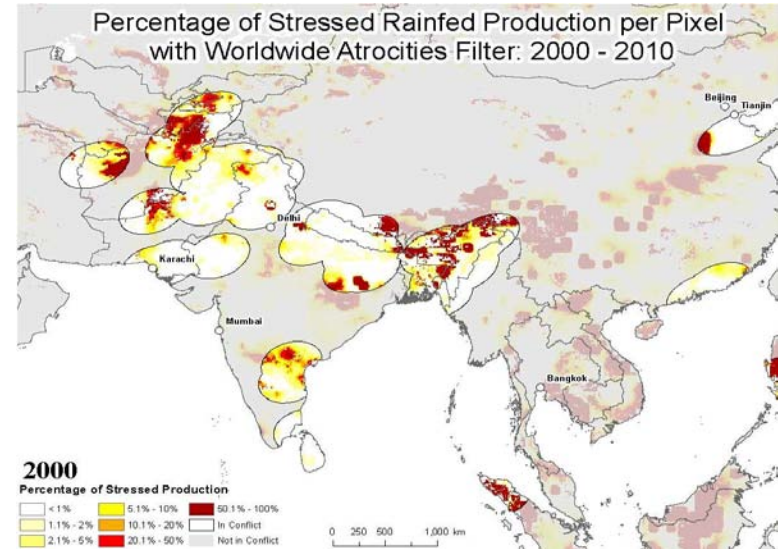 Percentage of Stressed Rainfed Production per Pixel
with Worldwide Atrocities Filter: 2000 - 2010
Beijing
Tianjin
Delhi
Karachi
Mumbai
Bangkok
2000
Percentage of Stressed Production
< 1% 5.1% - 10% 50.1% - 100%
1.1% - 2% 10.1% - 20% In Conflict
2.1% - 5% 20.1% - 50% Not in Conflict
0 250 500 1,000 km